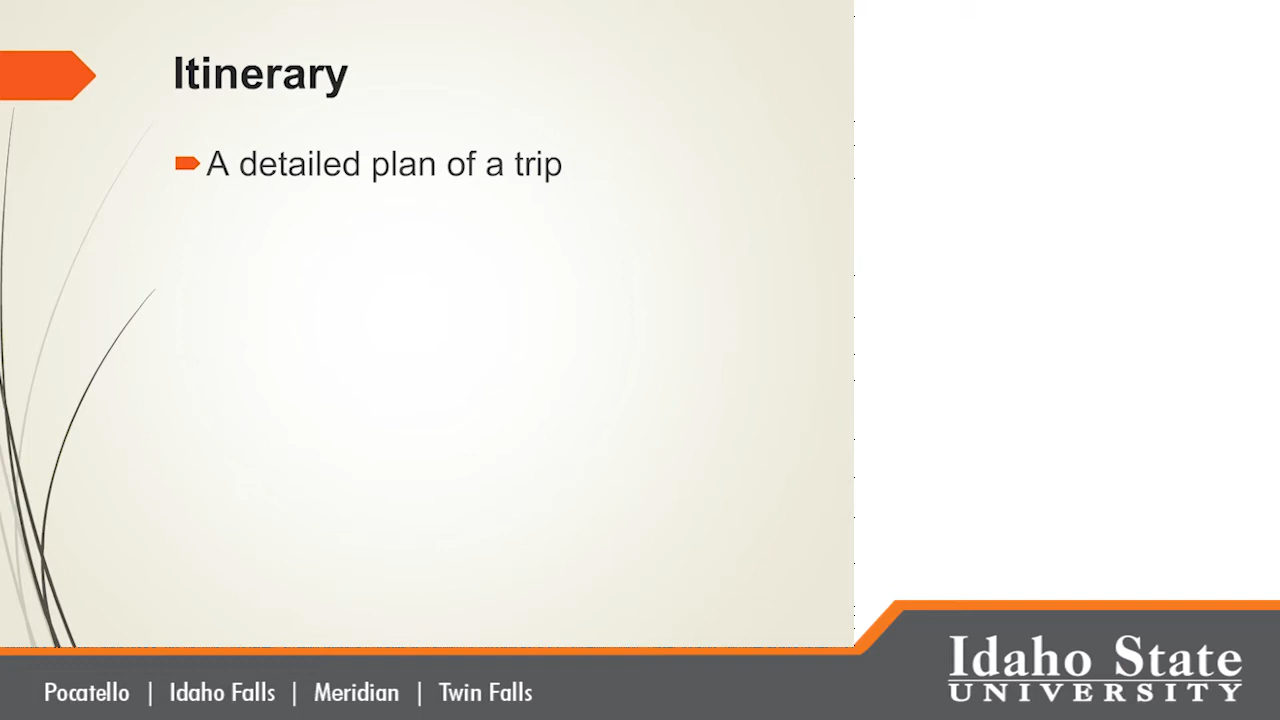 Itinerary
A detailed plan of a trip
Pocatello | Idaho Falls | Meridian | Twin Falls
Idaho State
UNIVERSITY